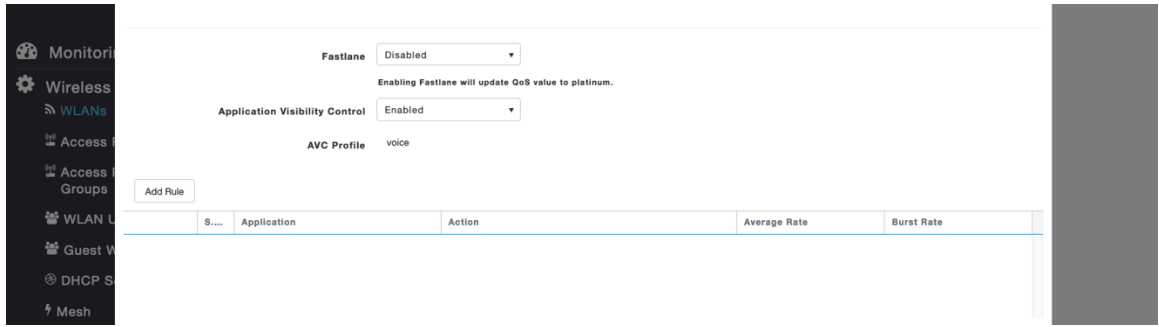 Monitori
Wireless
WLANs
Access
Access
Groups
WLAN U
Guest W
DHCP S
Mesh
Fastlane Disabled
Enabling Fastlane will update QoS value to platinum.
Application Visibility Control Enabled
AVC Profile voice
Add Rule
S.... Application Action Average Rate Burst Rate